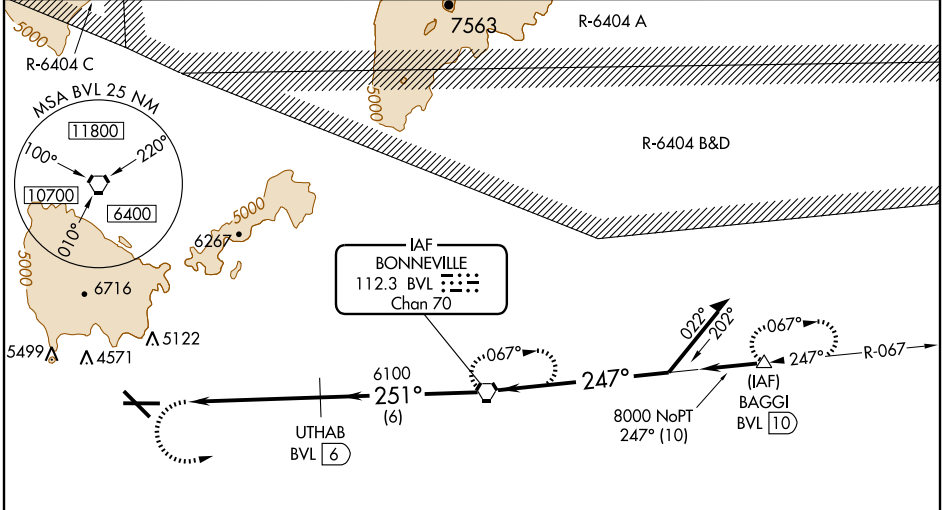 5000
R-6404 C
7563
R-6404 A
5000
MSA BVL 25 NM
11800
100°
220°
10700
6400
010°
R-6404 B&D
5000
6267
5000
6716
IAF
BONNEVILLE
112.3 BVL
Chan 70
5499
4571
5122
067°
022°
202°
067°
247°
R-067
6100
251°
(6)
247°
(IAF)
BAGGI
BVL 10
8000 NoPT
247° (10)
UTHAB
BVL 6